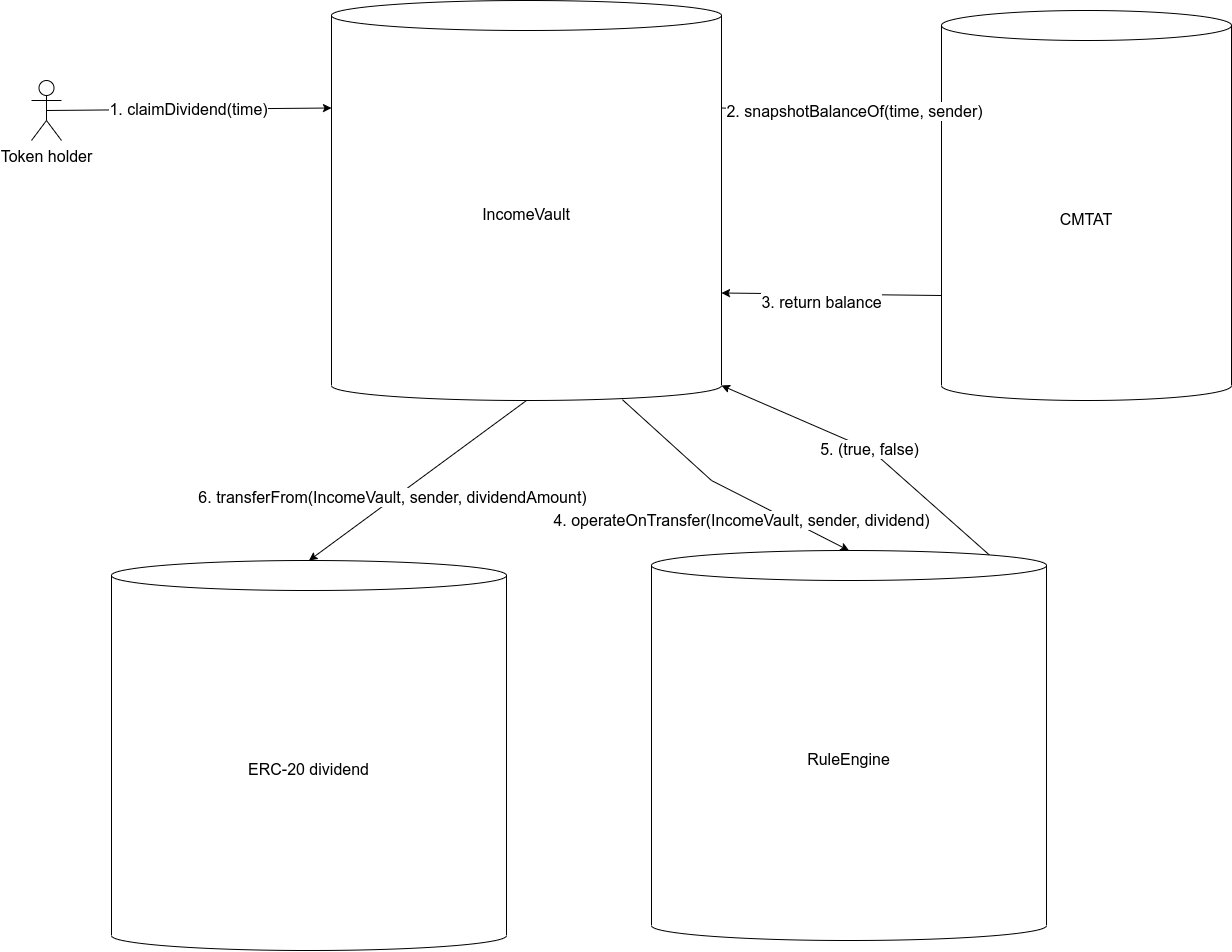 1. claimDividend(time)
2. snapshotBalanceOf(time, sender)
Token holder
IncomeVault
CMTAT
3. return balance
5. (true, false)
6. transferFrom(IncomeVault, sender, dividendAmount)
4. operateOnTransfer(IncomeVault, sender, dividend)
RuleEngine
ERC-20 dividend